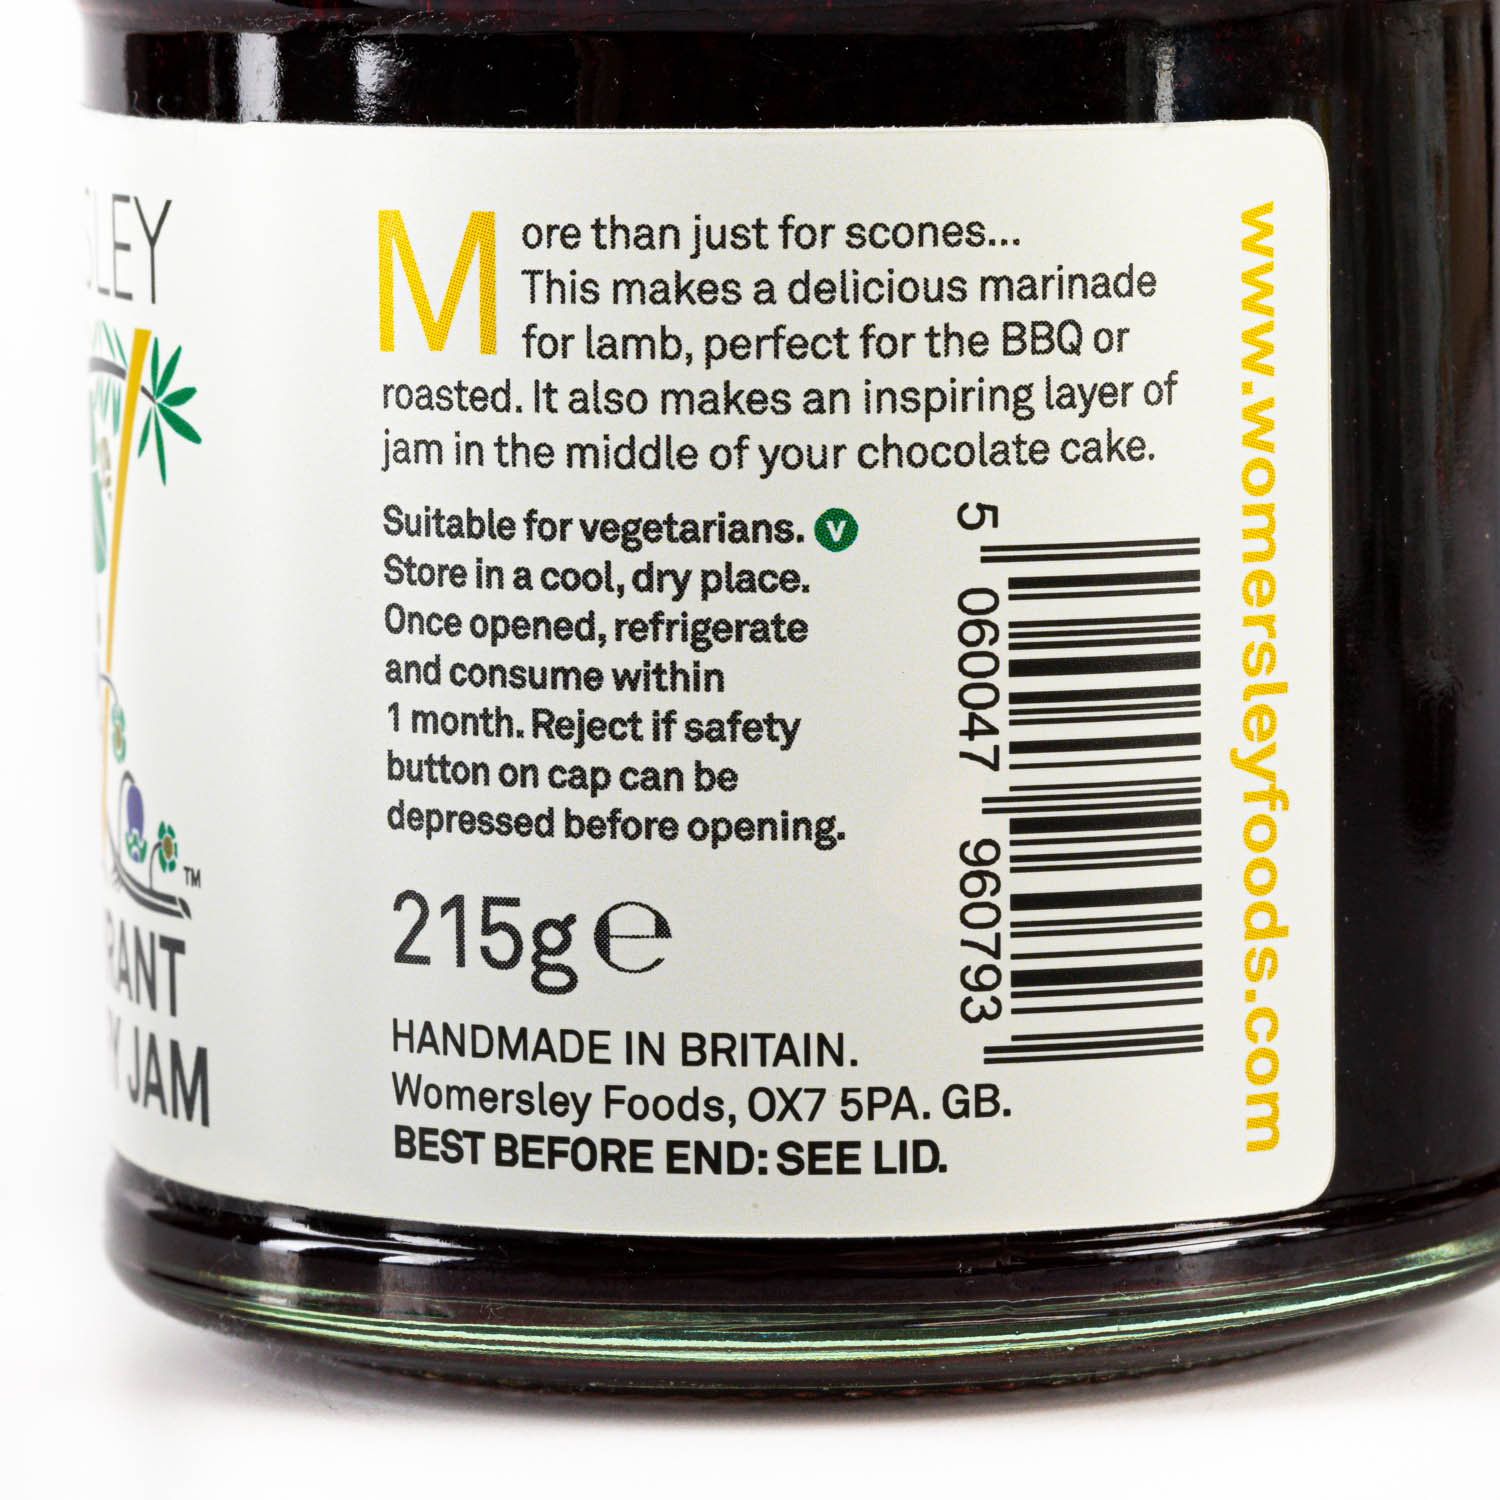 LEY
TM
RANT
Y JAM
More than just for scones...
This makes a delicious marinade
for lamb, perfect for the BBQ or
roasted. It also makes an inspiring layer of
jam in the middle of your chocolate cake.
Suitable for vegetarians. V
Store in a cool, dry place.
Once opened, refrigerate
and consume within
1 month. Reject if safety
button on cap can be
depressed before opening.
215g e
HANDMADE IN BRITAIN.
Womersley Foods, OX7 5PA. GB.
BEST BEFORE END: SEE LID.
5 060047 960793
www.womersleyfoods.com